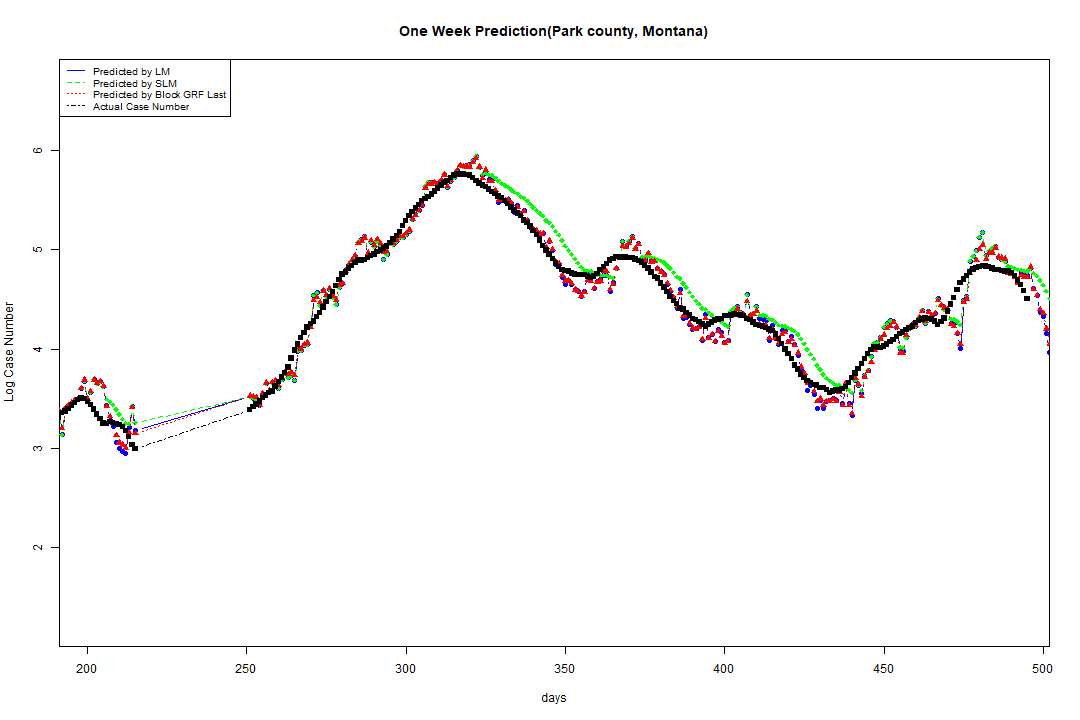 One Week Prediction(Park county, Montana)
Predicted by LM
Predicted by SLM
Predicted by Block GRF Last
Actual Case Number
6
5
4
3
2
Log Case Number
200 250 300 350 400 450 500
days